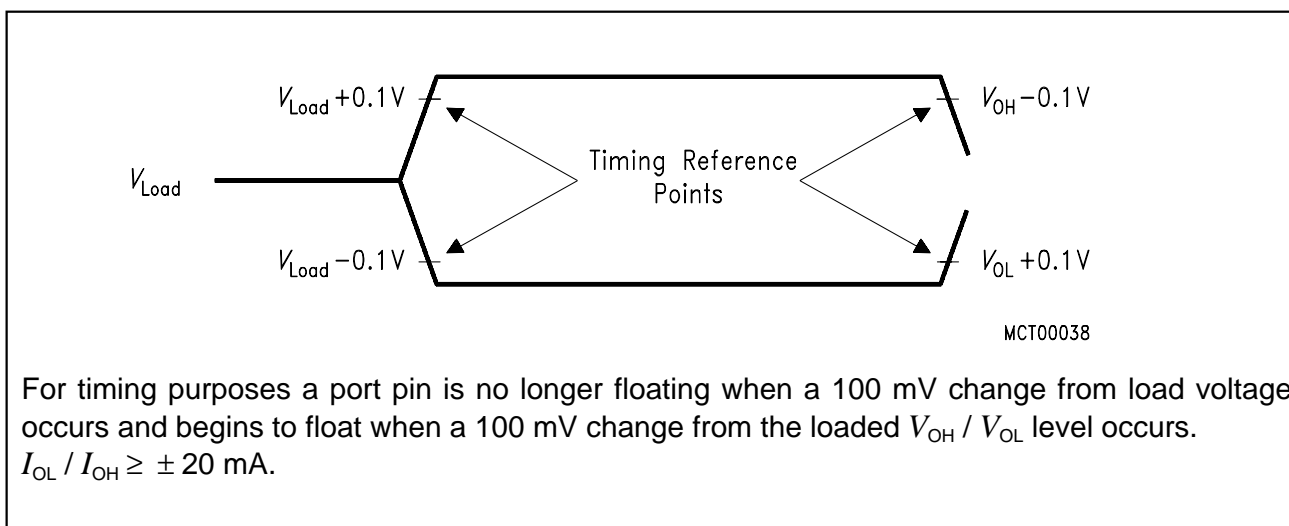 V_Load +0.1V
V_OH −0.1V
Timing Reference
Points
V_Load
V_Load −0.1V
V_OL +0.1V
MCT00038
For timing purposes a port pin is no longer floating when a 100 mV change from load voltage
occurs and begins to float when a 100 mV change from the loaded V_OH / V_OL level occurs.
I_OL / I_OH ≥ ± 20 mA.